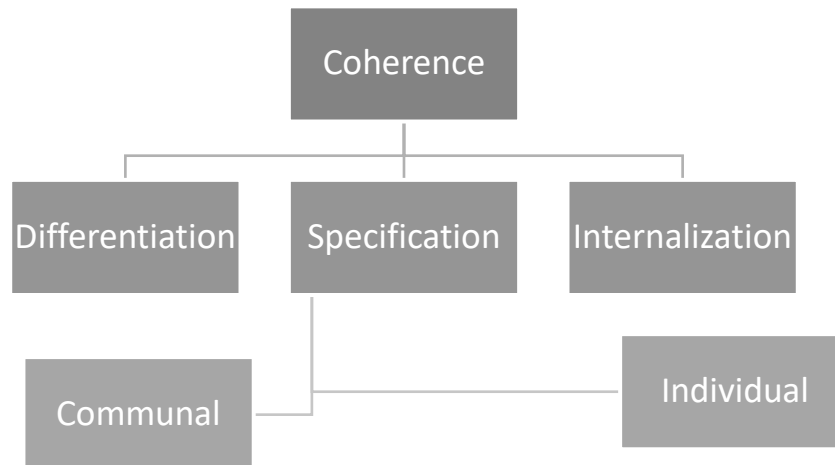 Coherence
Differentiation
Specification
Internalization
Communal
Individual